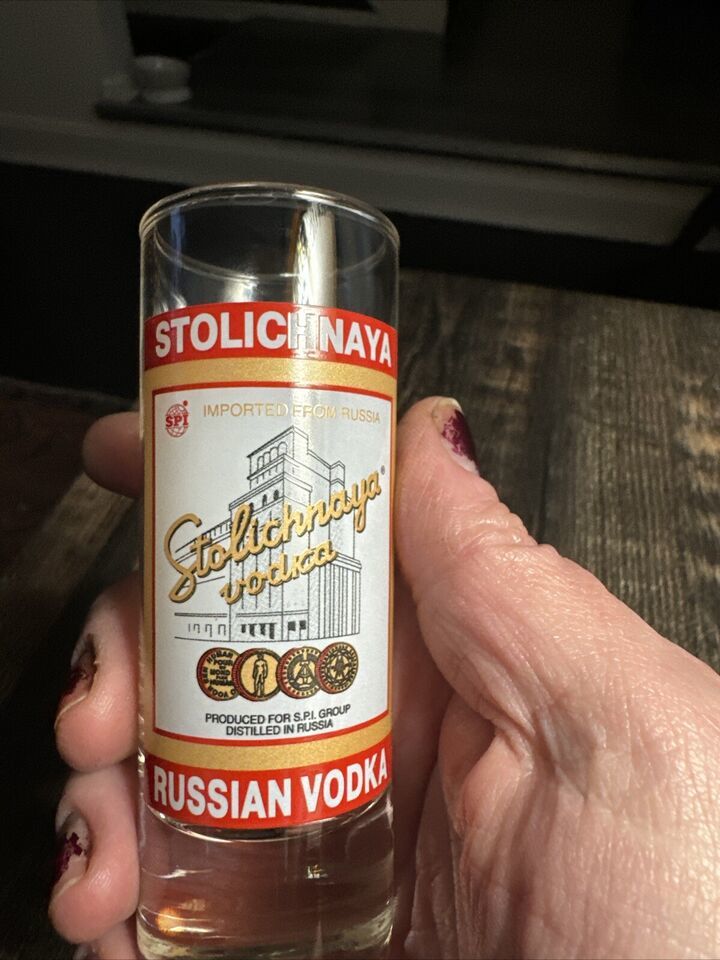 STOLICHNAYA
SPI
IMPORTED FROM RUSSIA
Stolichnaya®
vodka
PRODUCED FOR S.P.I. GROUP
DISTILLED IN RUSSIA
RUSSIAN VODKA